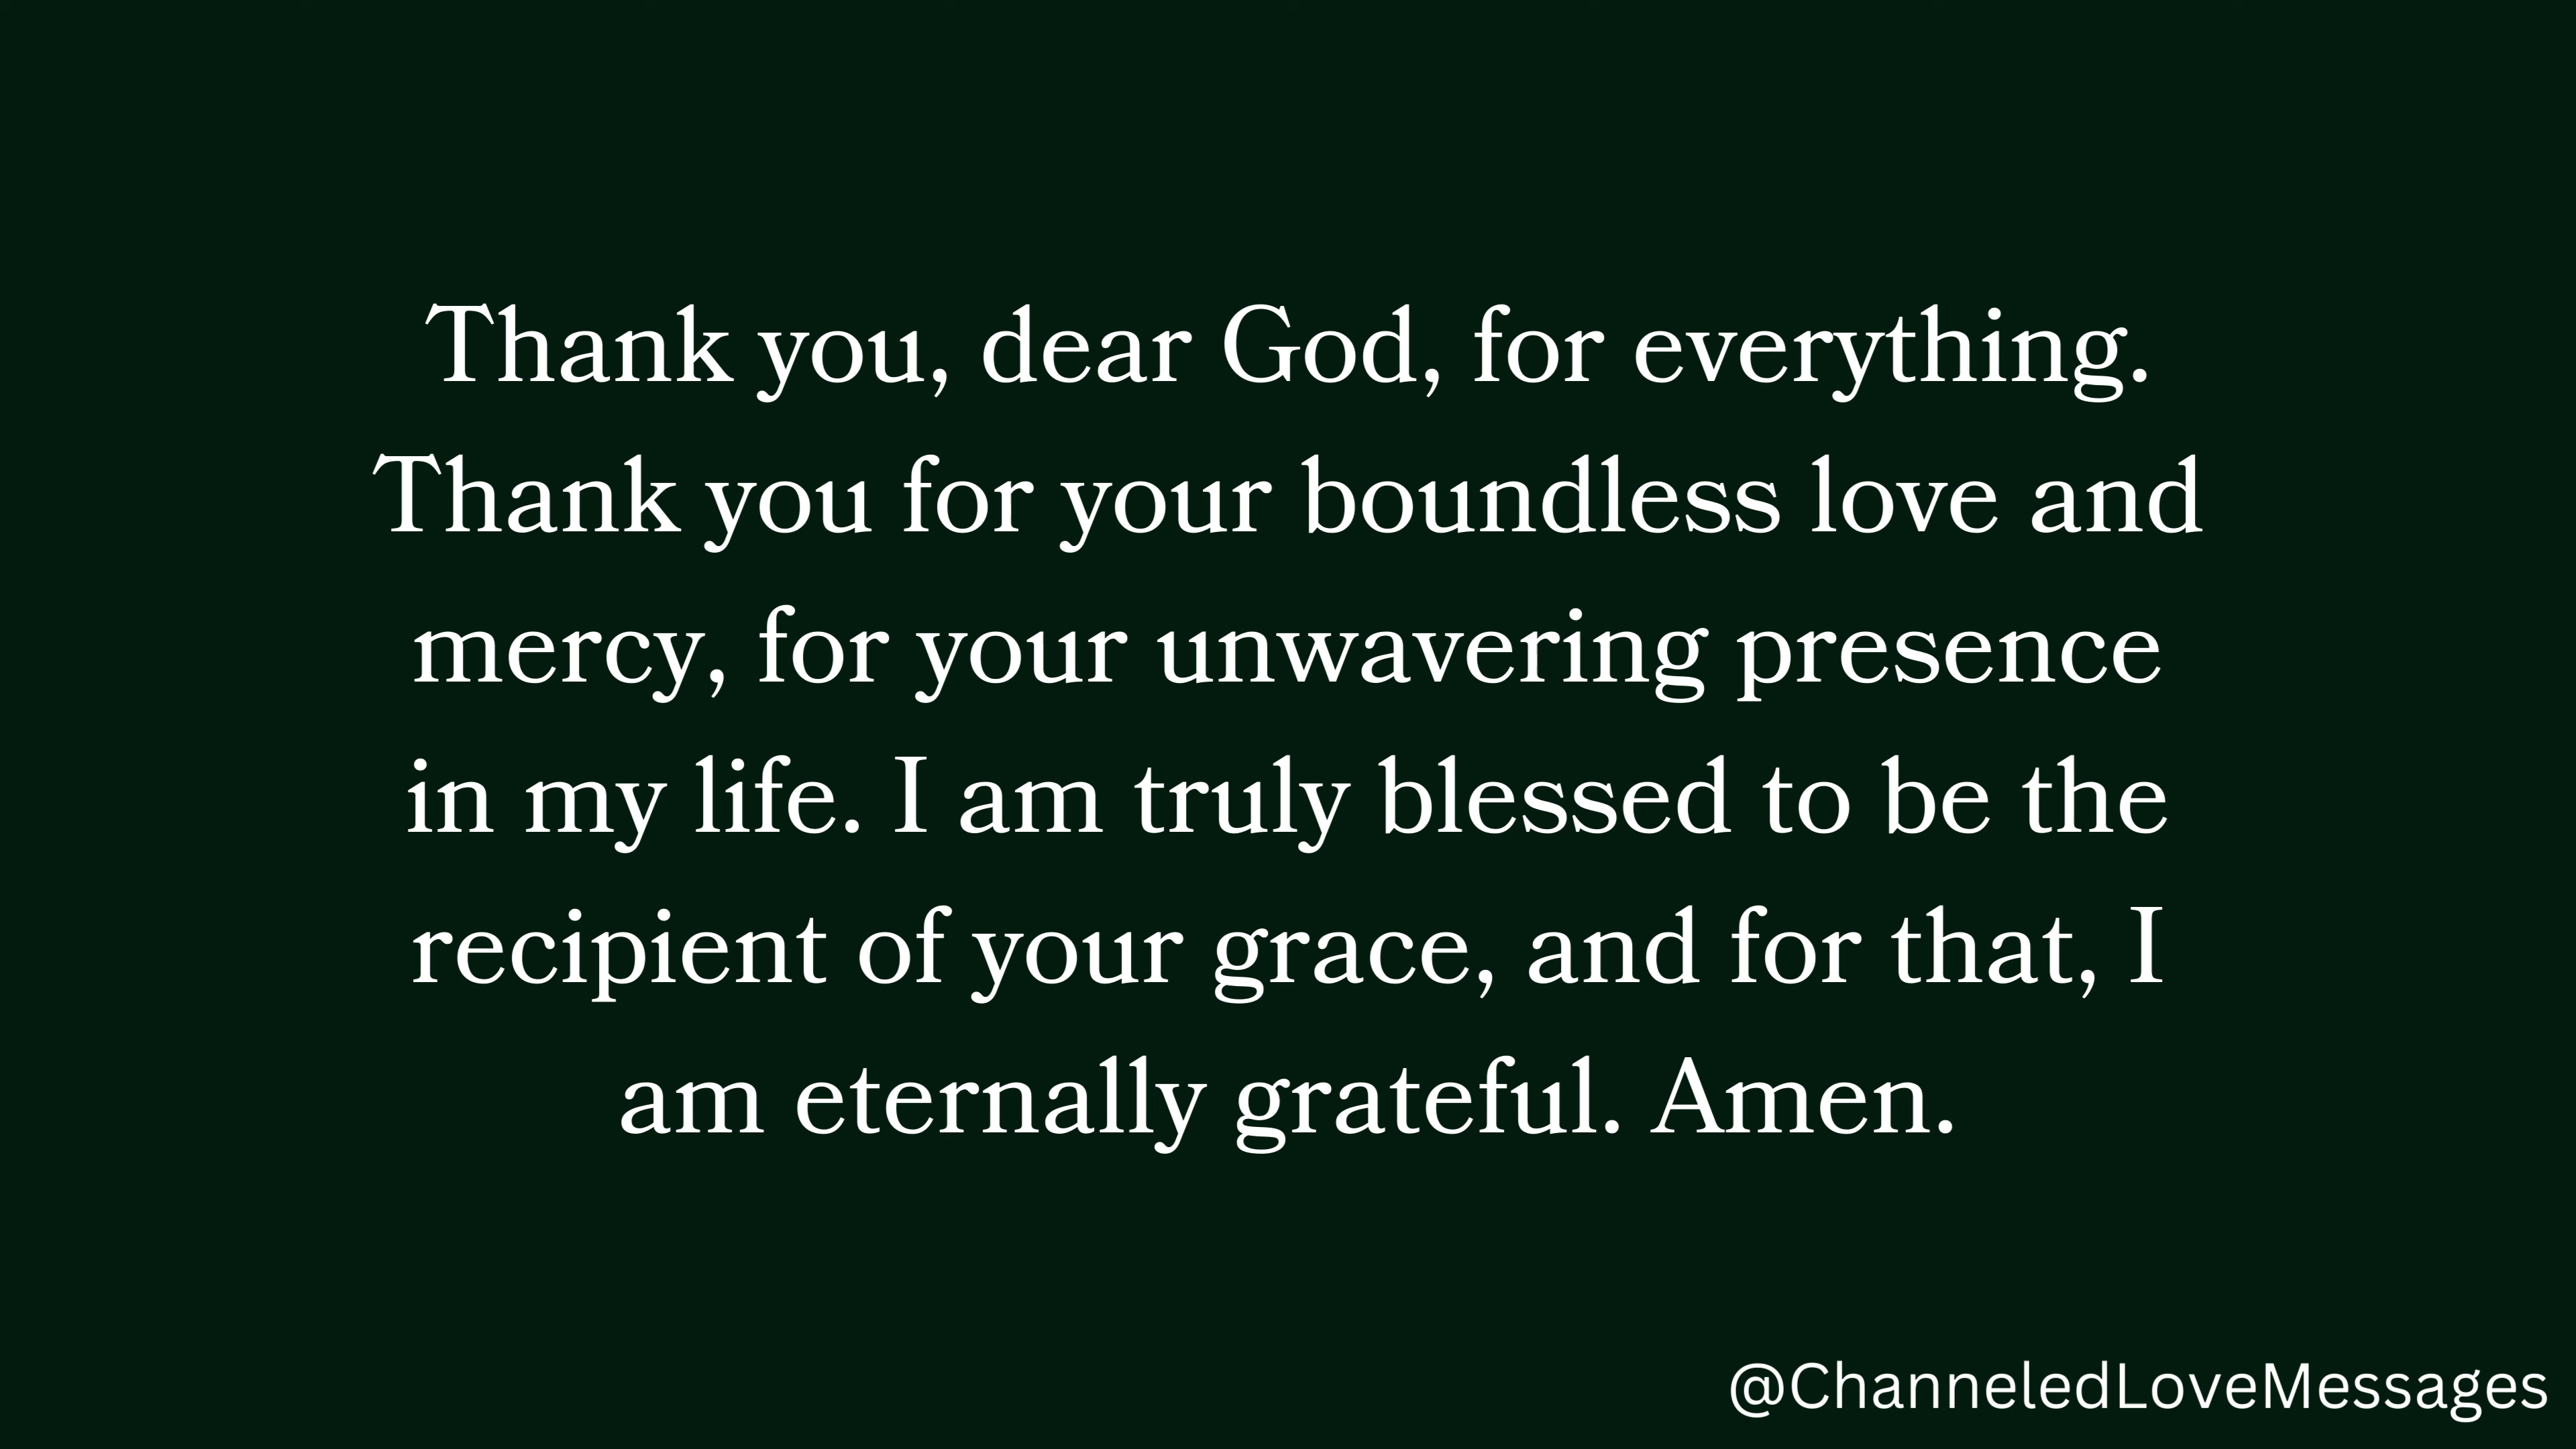 Thank you, dear God, for everything.
Thank you for your boundless love and
mercy, for your unwavering presence
in my life. I am truly blessed to be the
recipient of your grace, and for that, I
am eternally grateful. Amen.
@ChanneledLoveMessages